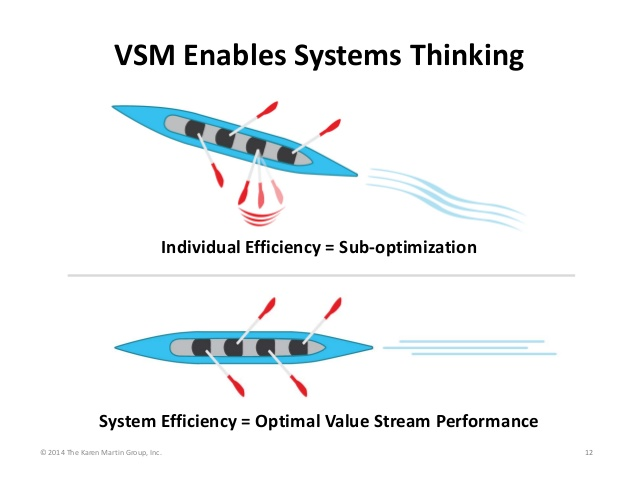 VSM Enables Systems Thinking
Individual Efficiency = Sub-optimization
System Efficiency = Optimal Value Stream Performance
© 2014 The Karen Martin Group, Inc.
12